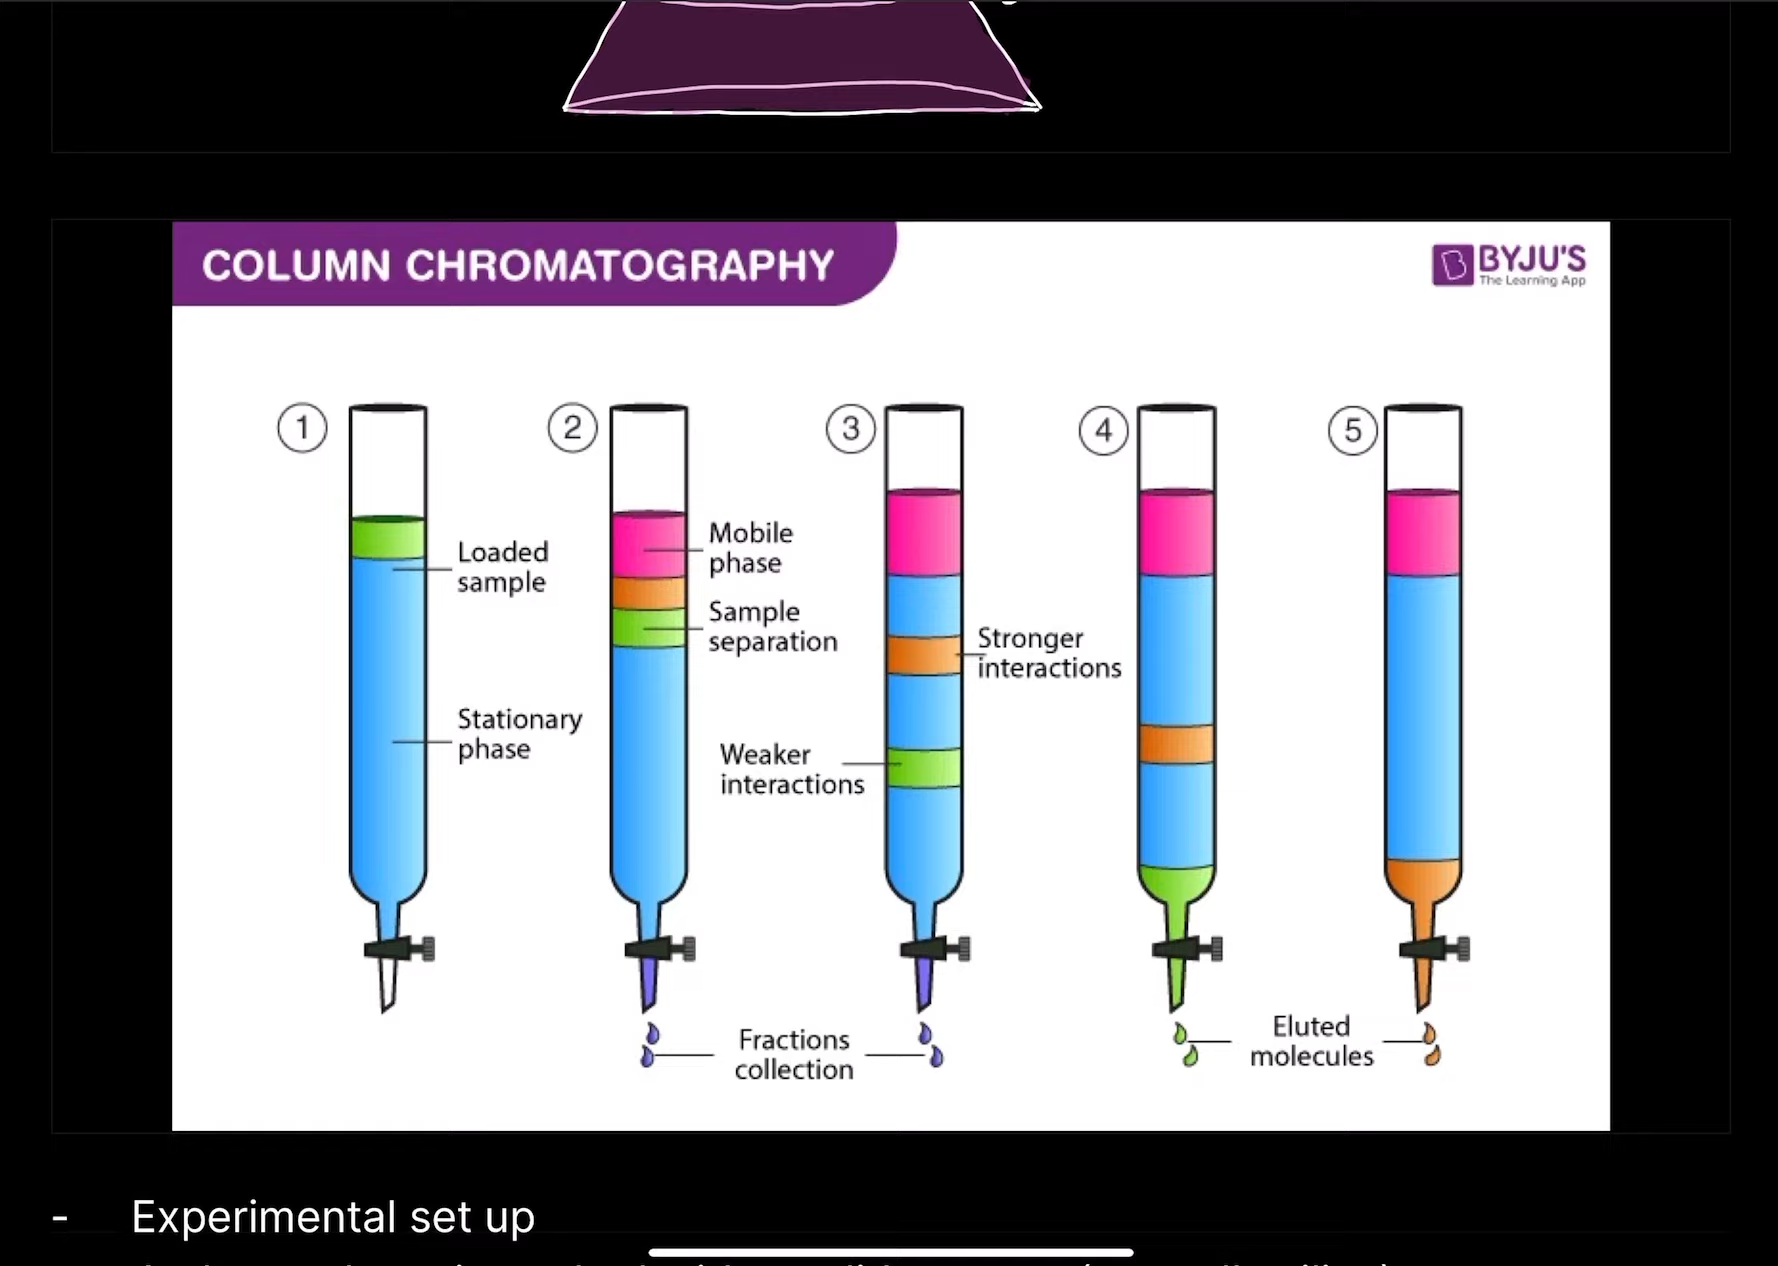 COLUMN CHROMATOGRAPHY
BYJU'S
The Learning App
1
2
3
4
5
Loaded
sample
Stationary
phase
Mobile
phase
Sample
separation
Stronger
interactions
Weaker
interactions
Fractions
collection
Eluted
molecules
- Experimental set up